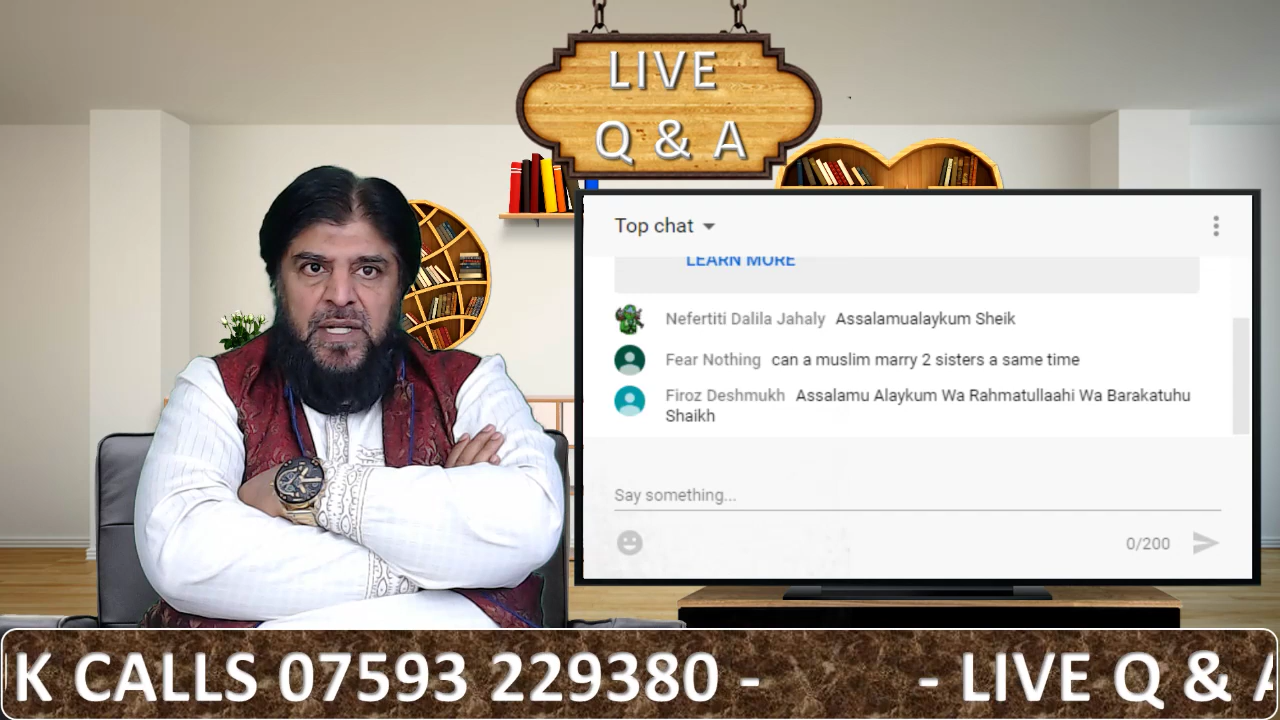 LIVE
Q & A
Top chat
LEARN MORE
Nefertiti Dalila Jahaly Assalamualaykum Sheik
Fear Nothing can a muslim marry 2 sisters a same time
Firoz Deshmukh Assalamu Alaykum Wa Rahmatullaahi Wa Barakatuhu
Shaikh
Say something...
0/200
K CALLS 07593 229380 - - LIVE Q & A